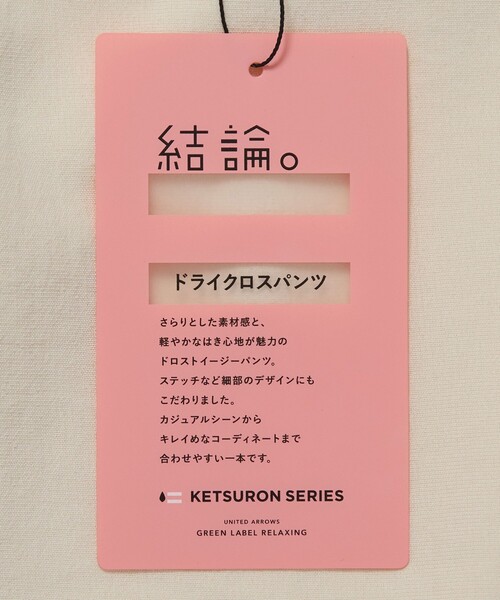 結論。
ドライクロスパンツ
さらりとした素材感と、
軽やかなはき心地が魅力の
ドロストイージーパンツ。
ステッチなど細部のデザインにも
こだわりました。
カジュアルシーンから
キレイめなコーディネートまで
合わせやすい一本です。
KETSURON SERIES
UNITED ARROWS
GREEN LABEL RELAXING